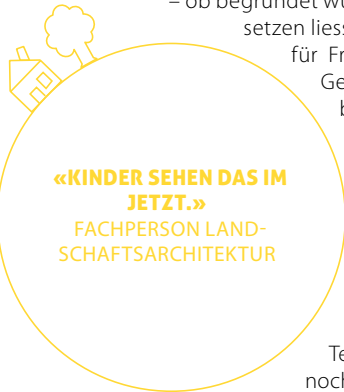 – ob begründet
setzen liess
für Fr
Ge
«KINDER SEHEN DAS IM
JETZT.»
FACHPERSON LAND-
SCHAFTSARCHITEKTUR
Te
noch